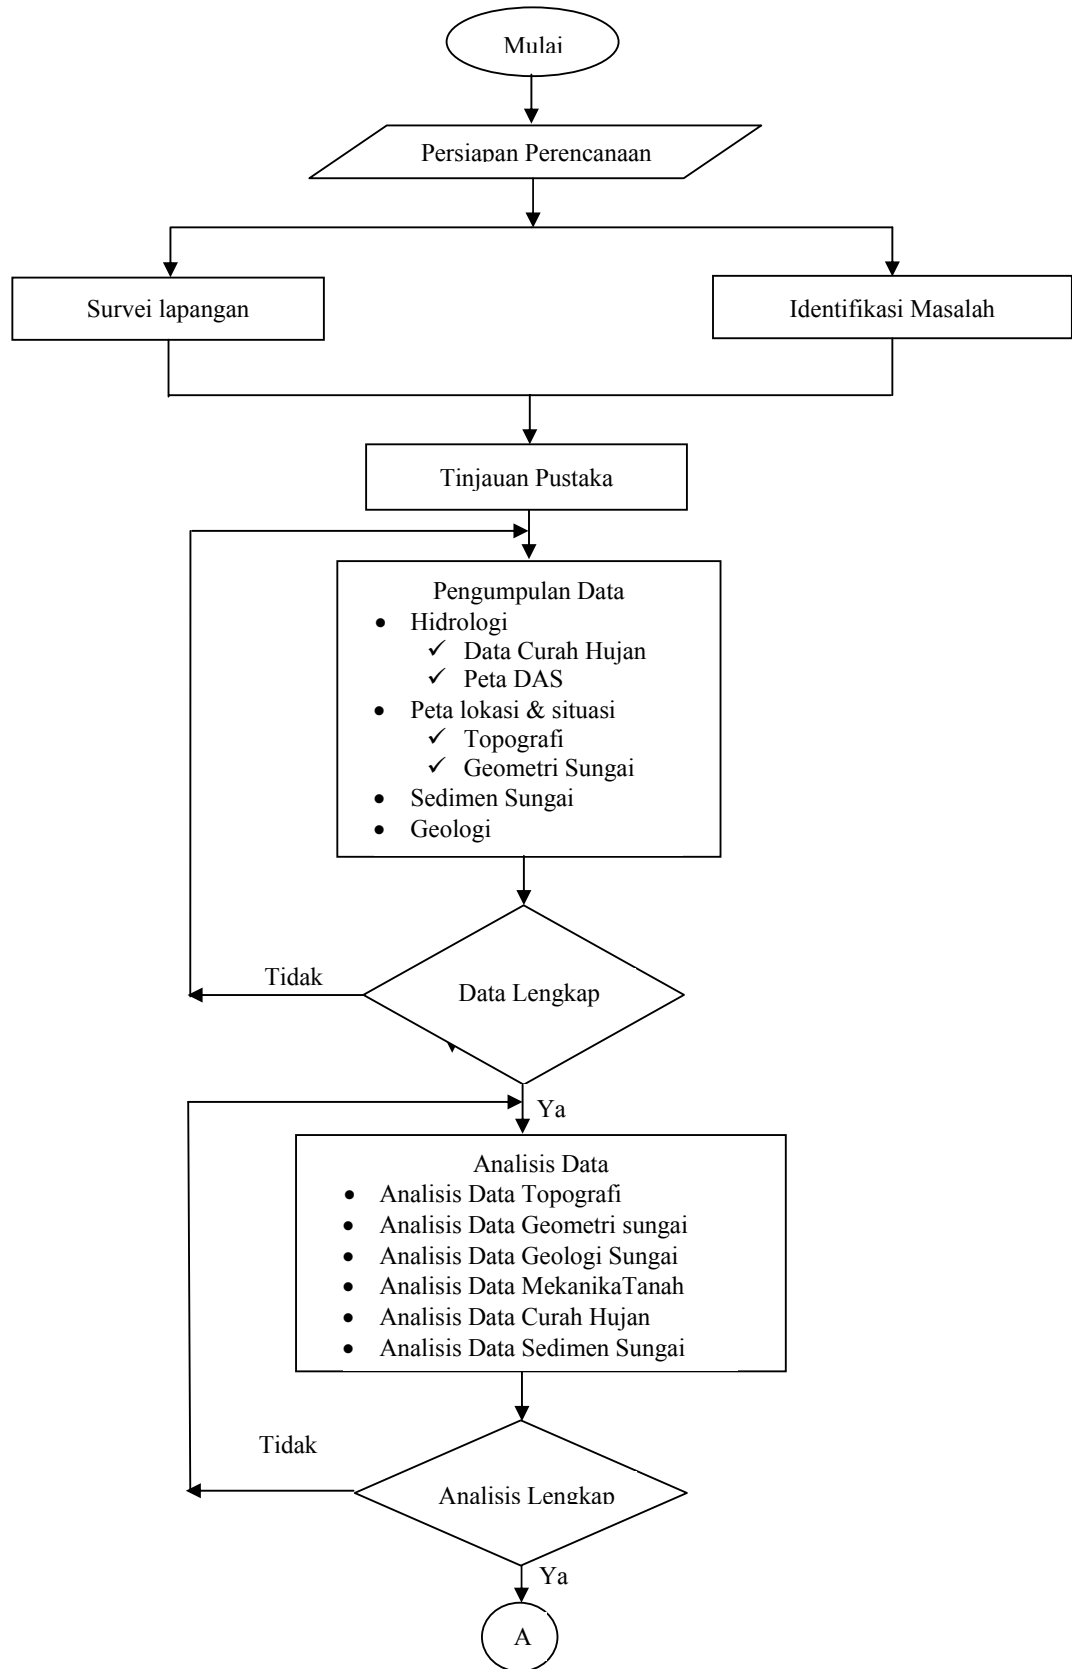 Mulai
Persiapan Perencanaan
Survei lapangan
Identifikasi Masalah
Tinjauan Pustaka
Pengumpulan Data
• Hidrologi
✓ Data Curah Hujan
✓ Peta DAS
• Peta lokasi & situasi
✓ Topografi
✓ Geometri Sungai
• Sedimen Sungai
• Geologi
Tidak
Data Lengkap
Ya
Analisis Data
• Analisis Data Topografi
• Analisis Data Geometri sungai
• Analisis Data Geologi Sungai
• Analisis Data MekanikaTanah
• Analisis Data Curah Hujan
• Analisis Data Sedimen Sungai
Tidak
Analisis Lengkap
Ya
A